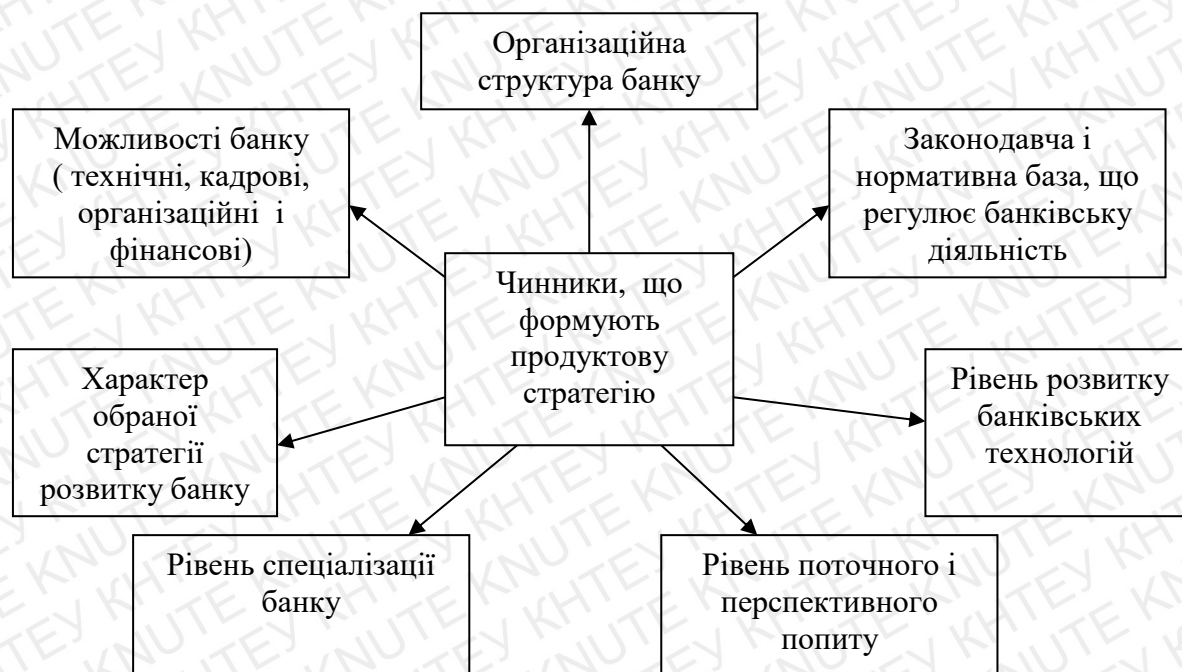 Організаційна
структура банку
Можливості банку
( технічні, кадрові,
організаційні і
фінансові)
Законодавча і
нормативна база, що
регулює банківську
діяльність
Чинники, що
формують
продуктову
стратегію
Характер
обраної
стратегії
розвитку банку
Рівень розвитку
банківських
технологій
Рівень спеціалізації
банку
Рівень поточного і
перспективного
попиту